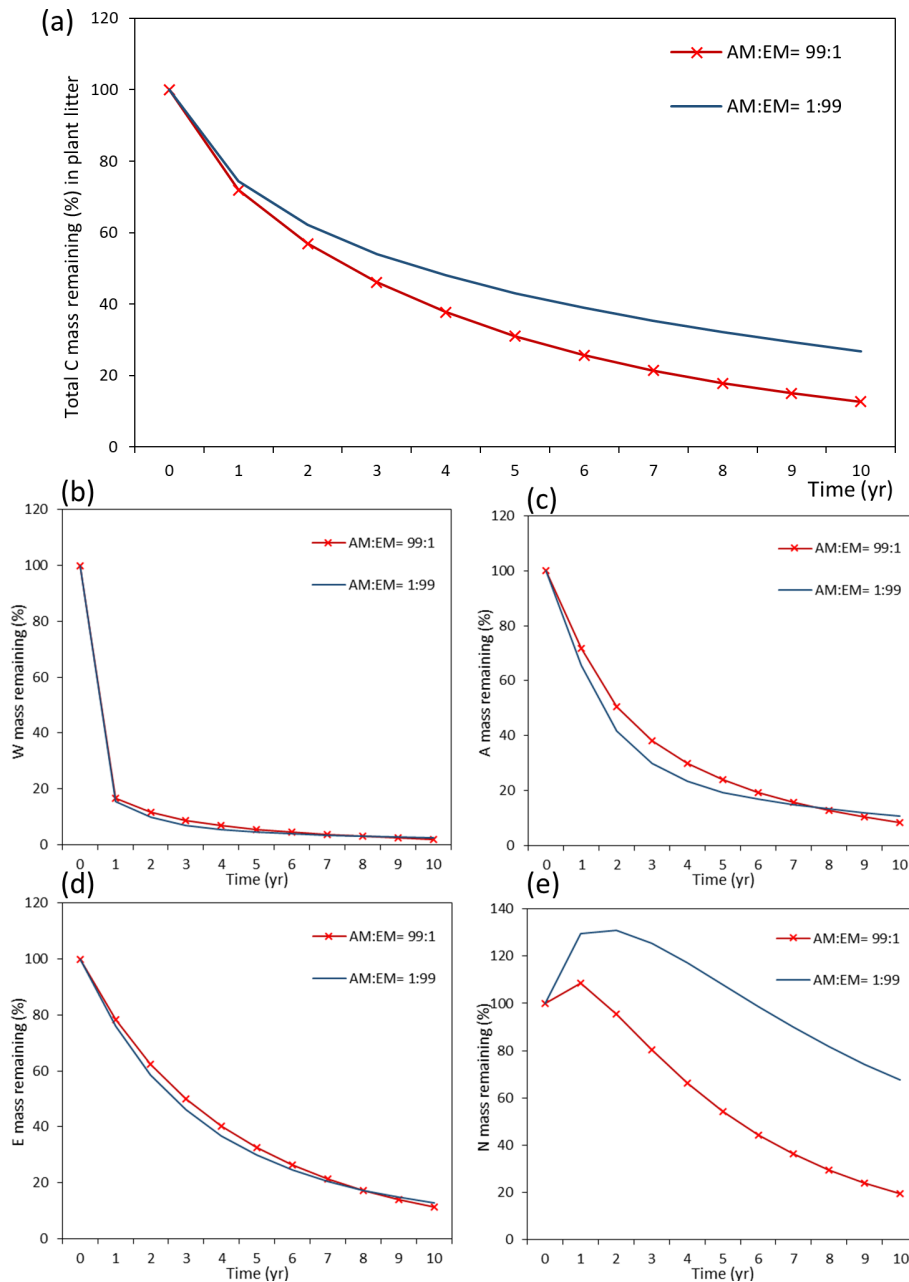 (a)
Total C mass remaining (%) in plant litter
120
100
80
60
40
20
0
AM:EM= 99:1
AM:EM= 1:99
0 1 2 3 4 5 6 7 8 9 10
Time (yr)
(b)
W mass remaining (%)
120
100
80
60
40
20
0
AM:EM= 99:1
AM:EM= 1:99
0 1 2 3 4 5 6 7 8 9 10
Time (yr)
(c)
A mass remaining (%)
120
100
80
60
40
20
0
AM:EM= 99:1
AM:EM= 1:99
0 1 2 3 4 5 6 7 8 9 10
Time (yr)
(d)
E mass remaining (%)
120
100
80
60
40
20
0
AM:EM= 99:1
AM:EM= 1:99
0 1 2 3 4 5 6 7 8 9 10
Time (yr)
(e)
N mass remaining (%)
140
120
100
80
60
40
20
0
AM:EM= 99:1
AM:EM= 1:99
0 1 2 3 4 5 6 7 8 9 10
Time (yr)